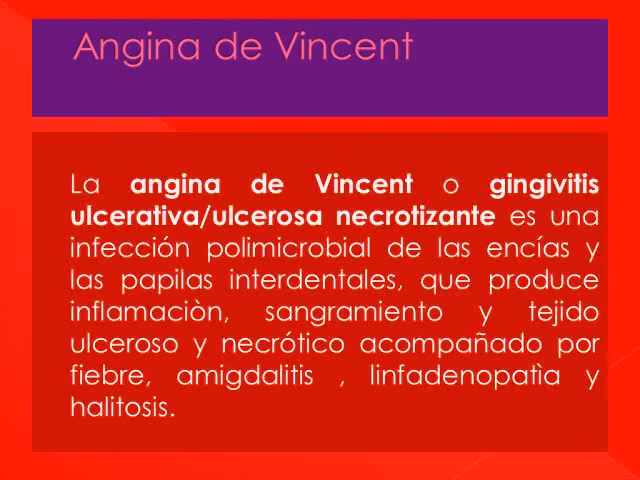 Angina de Vincent
La angina de Vincent o gingivitis
ulcerativa/ulcerosa necrotizante es una
infección polimicrobial de las encías y
las papilas interdentales, que produce
inflamaciòn, sangramiento y tejido
ulceroso y necrótico acompañado por
fiebre, amigdalitis , linfadenopatìa y
halitosis.